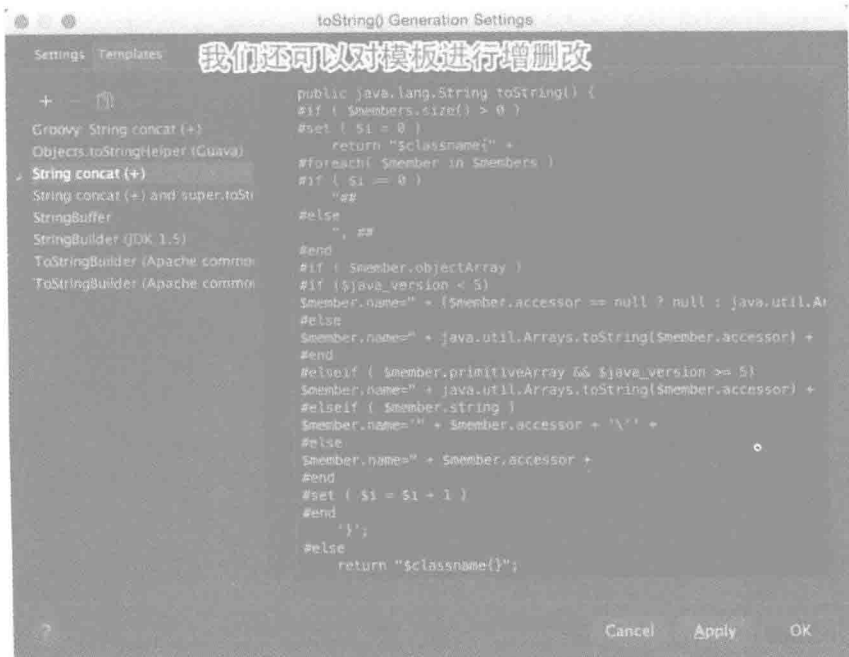 toString() Generation Settings
Settings Templates
我们还可以对模板进行增删改
Groovy: String concat (+)
Objects.toStringHelper (Guava)
String concat (+)
String concat (+) and super.toSti
StringBuffer
StringBuilder (JDK 1.5)
ToStringBuilder (Apache commo
ToStringBuilder (Apache commo
public java.lang.String toString() {
#if ( $members.size() > 0 )
#set ( $i = 0 )
return "$classname{" +
#foreach( $member in $members )
#if ( $i == 0 )
"##
#else
", ##
#end
#if ( $member.objectArray )
#if ($java_version < 5)
$member.name=" + ($member.accessor == null ? null : java.util.Ar
#else
$member.name=" + java.util.Arrays.toString($member.accessor) +
#end
#elseif ( $member.primitiveArray && $java_version >= 5)
$member.name=" + java.util.Arrays.toString($member.accessor) +
#elseif ( $member.string )
$member.name='" + $member.accessor + '\'' +
#else
$member.name=" + $member.accessor +
#end
#set ( $i = $i + 1 )
#end
'}';
#else
return "$classname{}";
? Cancel Apply OK